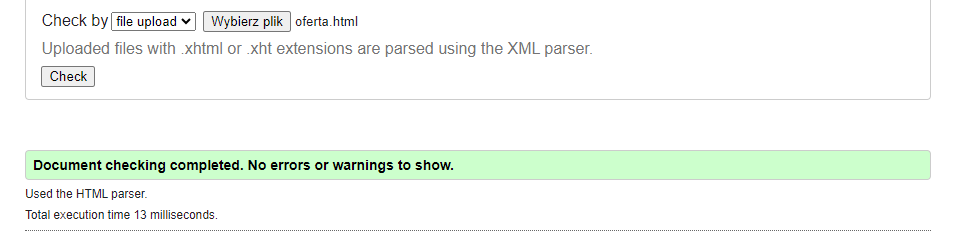 Check by file upload Wybierz plik oferta.html
Uploaded files with .xhtml or .xht extensions are parsed using the XML parser.
Check
Document checking completed. No errors or warnings to show.
Used the HTML parser.
Total execution time 13 milliseconds.